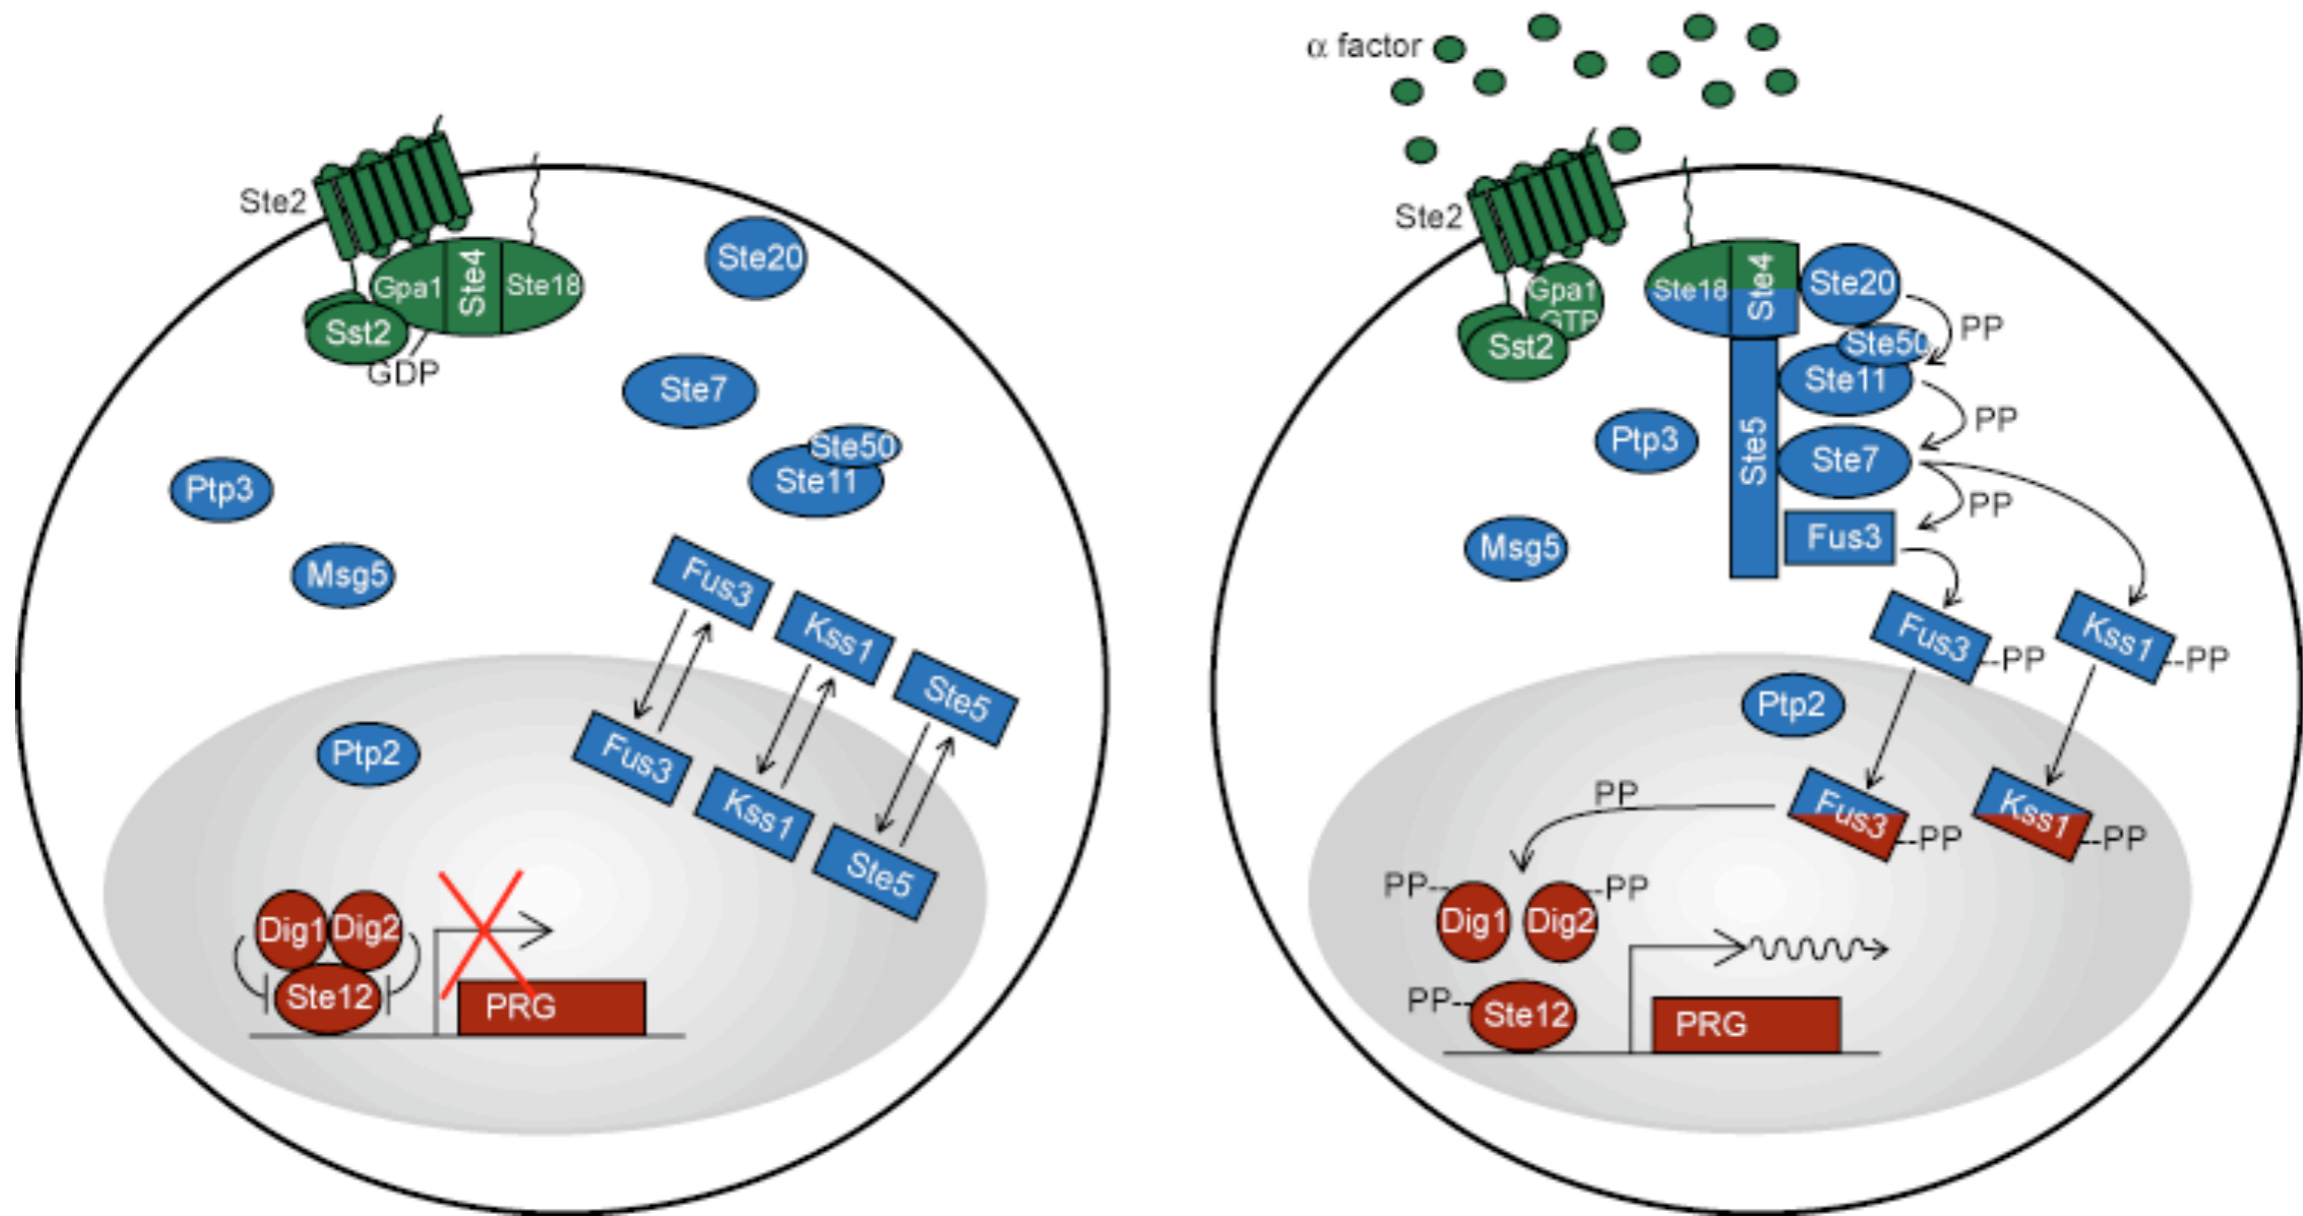 Ste2
Gpa1
Ste4
Ste18
Sst2
GDP
Ste20
Ste7
Ste50
Ste11
Ptp3
Msg5
Fus3
Kss1
Ste5
Ptp2
Fus3
Kss1
Ste5
Dig1
Dig2
Ste12
PRG
α factor
Ste2
Gpa1
GTP
Sst2
Ste18
Ste4
Ste20
PP
Ste50
Ste11
PP
Ptp3
Ste5
Ste7
PP
Msg5
Fus3
Fus3
--PP
Kss1
--PP
Ptp2
PP
Fus3
--PP
Kss1
--PP
PP--
Dig1
Dig2
--PP
PP--
Ste12
PRG